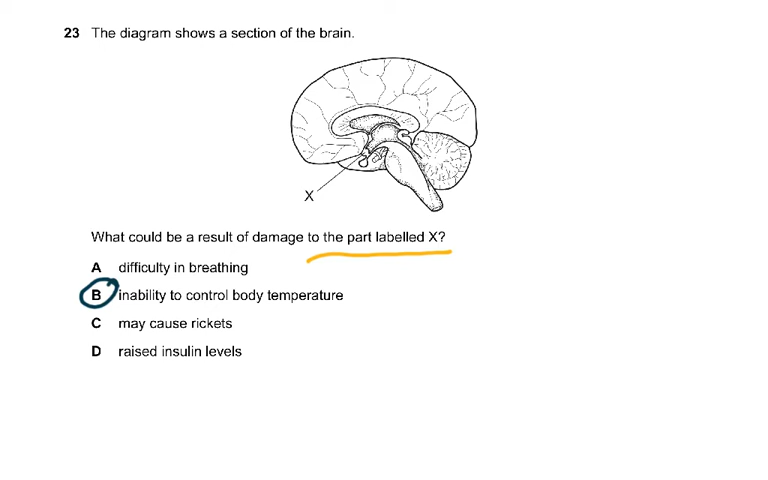 23 The diagram shows a section of the brain.
X
What could be a result of damage to the part labelled X?
A difficulty in breathing
B inability to control body temperature
C may cause rickets
D raised insulin levels